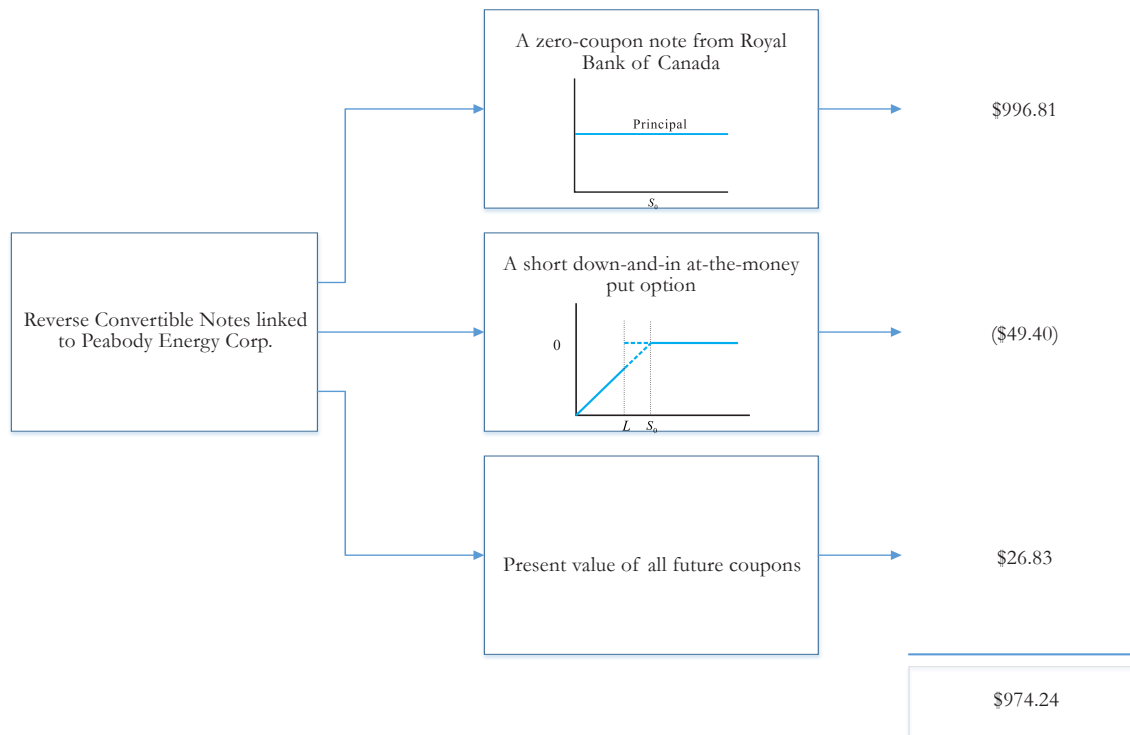 A zero-coupon note from Royal
Bank of Canada
Principal
S₀
$996.81
Reverse Convertible Notes linked
to Peabody Energy Corp.
A short down-and-in at-the-money
put option
0
L S₀
($49.40)
Present value of all future coupons
$26.83
$974.24